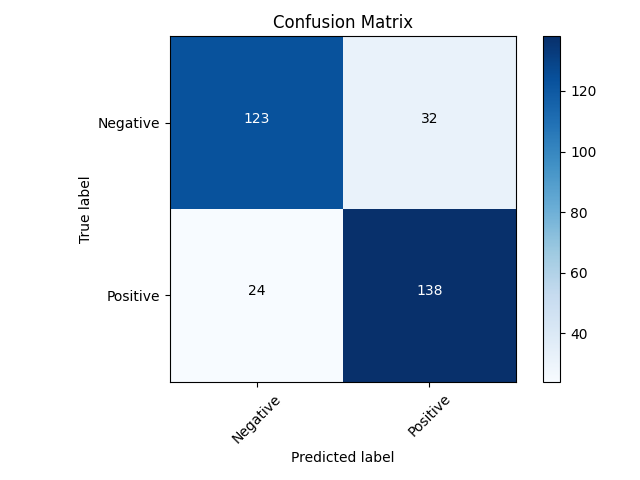 Confusion Matrix
True label
Negative
123
32
Positive
24
138
Negative
Positive
Predicted label
120
100
80
60
40